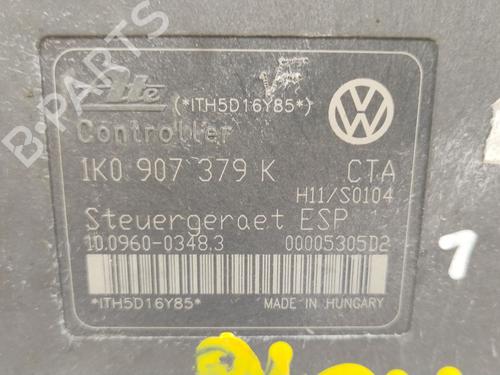 B-PARTS
Ate
(*ITH5D16Y85*)
Controller
1K0 907 379 K CTA
H11/S0104
Steuergeraet ESP
10.0960-0348.3 00005305D2
*ITH5D16Y85* MADE IN HUNGARY
1